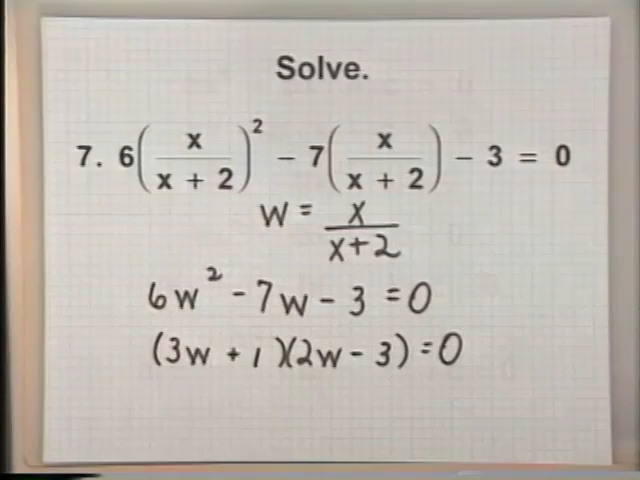 Solve.
7. 6(x/(x + 2))² − 7(x/(x + 2)) − 3 = 0
W = x/(x+2)
6w² - 7w - 3 = 0
(3w + 1)(2w - 3) = 0